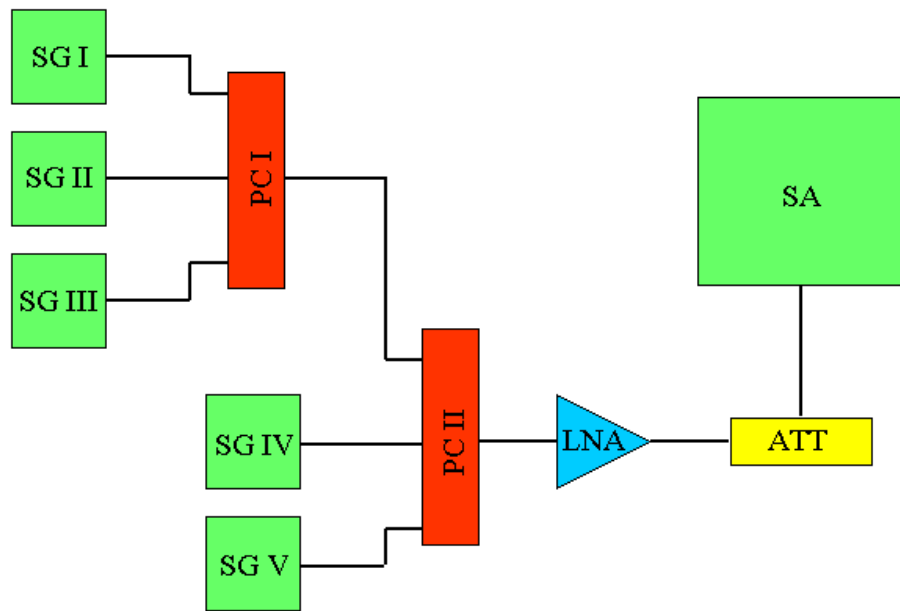 SG I
SG II
SG III
PC I
SA
SG IV
SG V
PC II
LNA
ATT